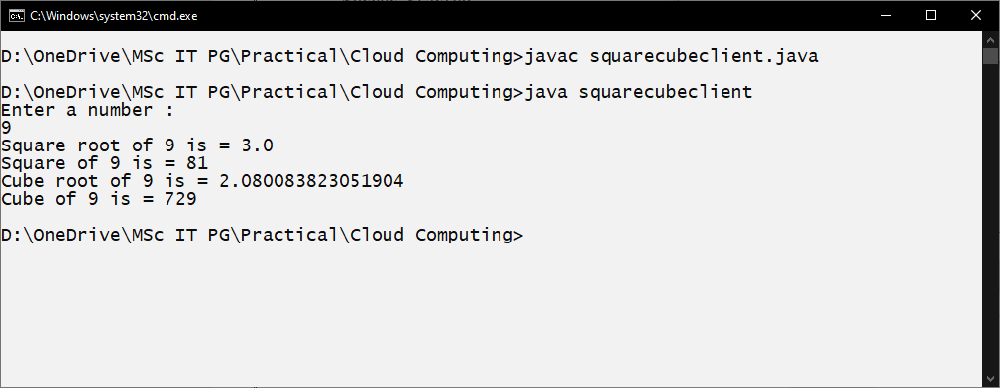 C:\Windows\system32\cmd.exe
D:\OneDrive\MSc IT PG\Practical\Cloud Computing>javac squarecubeclient.java
D:\OneDrive\MSc IT PG\Practical\Cloud Computing>java squarecubeclient
Enter a number :
9
Square root of 9 is = 3.0
Square of 9 is = 81
Cube root of 9 is = 2.080083823051904
Cube of 9 is = 729
D:\OneDrive\MSc IT PG\Practical\Cloud Computing>